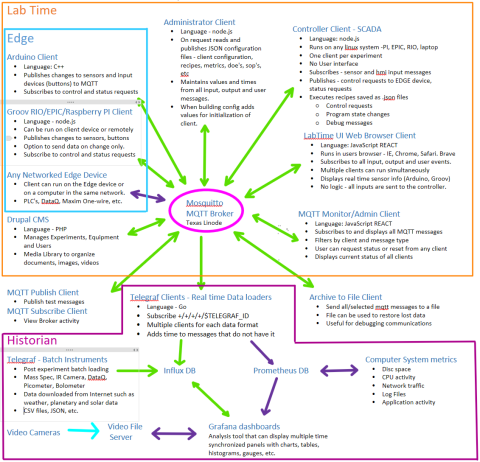 Lab Time
Edge
Arduino Client
• Language: C++
• Publishes changes to sensors and input
devices (buttons) to MQTT
• Subscribes to control and status requests
Groov RIO/EPIC/Raspberry PI Client
• Language - node.js
• Can be run on client device or remotely
• Publishes changes to sensors, buttons
• Option to send data on change only.
• Subscribe to control and status requests
Any Networked Edge Device
• Client can run on the Edge device or
on a computer in the same network.
• PLC's, DataQ, Maxim One-wire, etc.
Drupal CMS
• Language - PHP
• Manages Experiments, Equipment
and Users
• Media Library to organize
documents, images, videos
Administrator Client
• Language - node.js
• On request reads and
publishes JSON configuration
files - client configuration,
recipes, metrics, doe's, sop's,
etc
• Maintains values and times
from all input, output and user
messages.
• When building config adds
values for initialization of
client.
Controller Client - SCADA
• Language: node.js
• Runs on any linux system -PI, EPIC, RIO, laptop
• One client per experiment
• No User interface
• Subscribes - sensor and hmi input messages
• Publishes - control requests to EDGE device,
status requests
• Executes recipes saved as .json files
○ Control requests
○ Program state changes
○ Debug messages
LabTime UI Web Browser Client
• Language: JavaScript REACT
• Runs in users browser - IE, Chrome, Safari. Brave
• Subscribes to all input, output and user events.
• Multiple clients can run simultaneously
• Displays real time sensor info (Arduino, Groov)
• No logic - all inputs are sent to the controller.
Mosquitto
MQTT Broker
Texas Linode
MQTT Monitor/Admin Client
• Language: JavaScript REACT
• Subscribes to and displays all MQTT messages
• Filters by client and message type
• User can request status or reset from any client
• Displays current status of all clients
MQTT Publish Client
• Publish test messages
MQTT Subscribe Client
• View Broker activity
Telegraf Clients - Real time Data loaders
• Language - Go
• Subscribe +/+/+/+/$TELEGRAF_ID
• Multiple clients for each data format
• Adds time to messages that do not have it
Archive to File Client
• Send all/selected mqtt messages to a file
• File can be used to restore lost data
• Useful for debugging communications
Historian
Telegraf - Batch Instruments
• Post experiment batch loading
• Mass Spec, IR Camera, DataQ,
Picometer, Bolometer
• Data downloaded from Internet such as
weather, planetary and solar data
• CSV files, JSON, etc.
Influx DB
Prometheus DB
Computer System metrics
• Disc space
• CPU activity
• Network traffic
• Log Files
• Application activity
Video Cameras
Video File
Server
Grafana dashboards
Analysis tool that can display multiple time
synchronized panels with charts, tables,
histograms, gauges, etc.